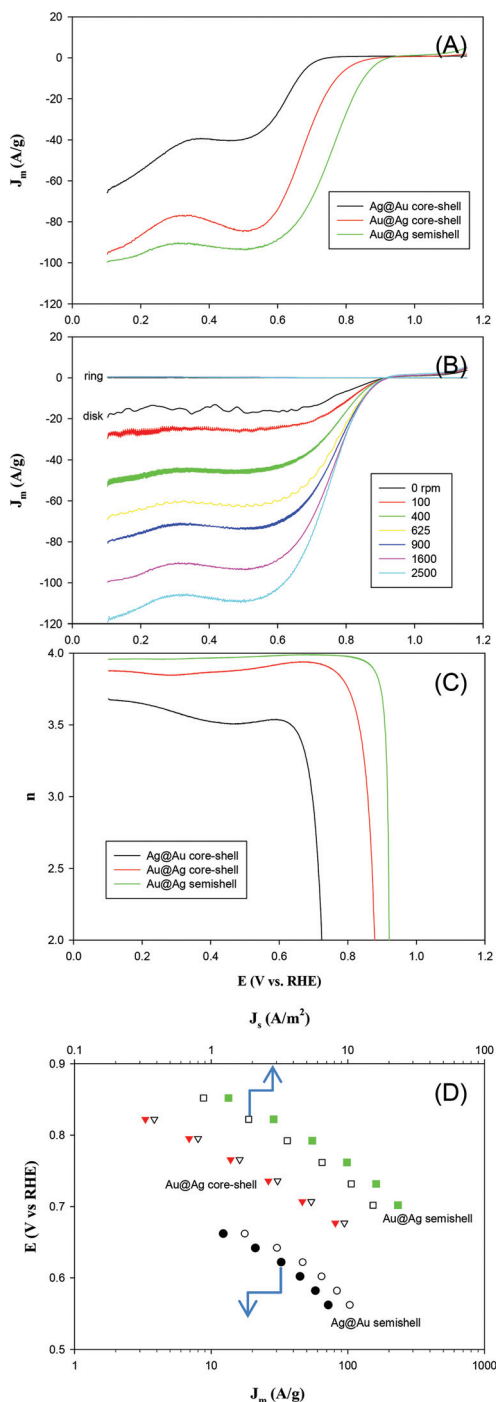 (A)
20
0
-20
-40
-60
-80
-100
-120
J_m (A/g)
Ag@Au core-shell
Au@Ag core-shell
Au@Ag semishell
0.0 0.2 0.4 0.6 0.8 1.0 1.2
(B)
20
0
-20
-40
-60
-80
-100
-120
J_m (A/g)
ring
disk
0 rpm
100
400
625
900
1600
2500
0.0 0.2 0.4 0.6 0.8 1.0 1.2
(C)
4.0
3.5
3.0
2.5
2.0
n
Ag@Au core-shell
Au@Ag core-shell
Au@Ag semishell
0.0 0.2 0.4 0.6 0.8 1.0 1.2
E (V vs. RHE)
J_s (A/m²)
0.1 1 10 100
(D)
0.9
0.8
0.7
0.6
0.5
E (V vs RHE)
Au@Ag core-shell
Au@Ag semishell
Ag@Au semishell
1 10 100 1000
J_m (A/g)